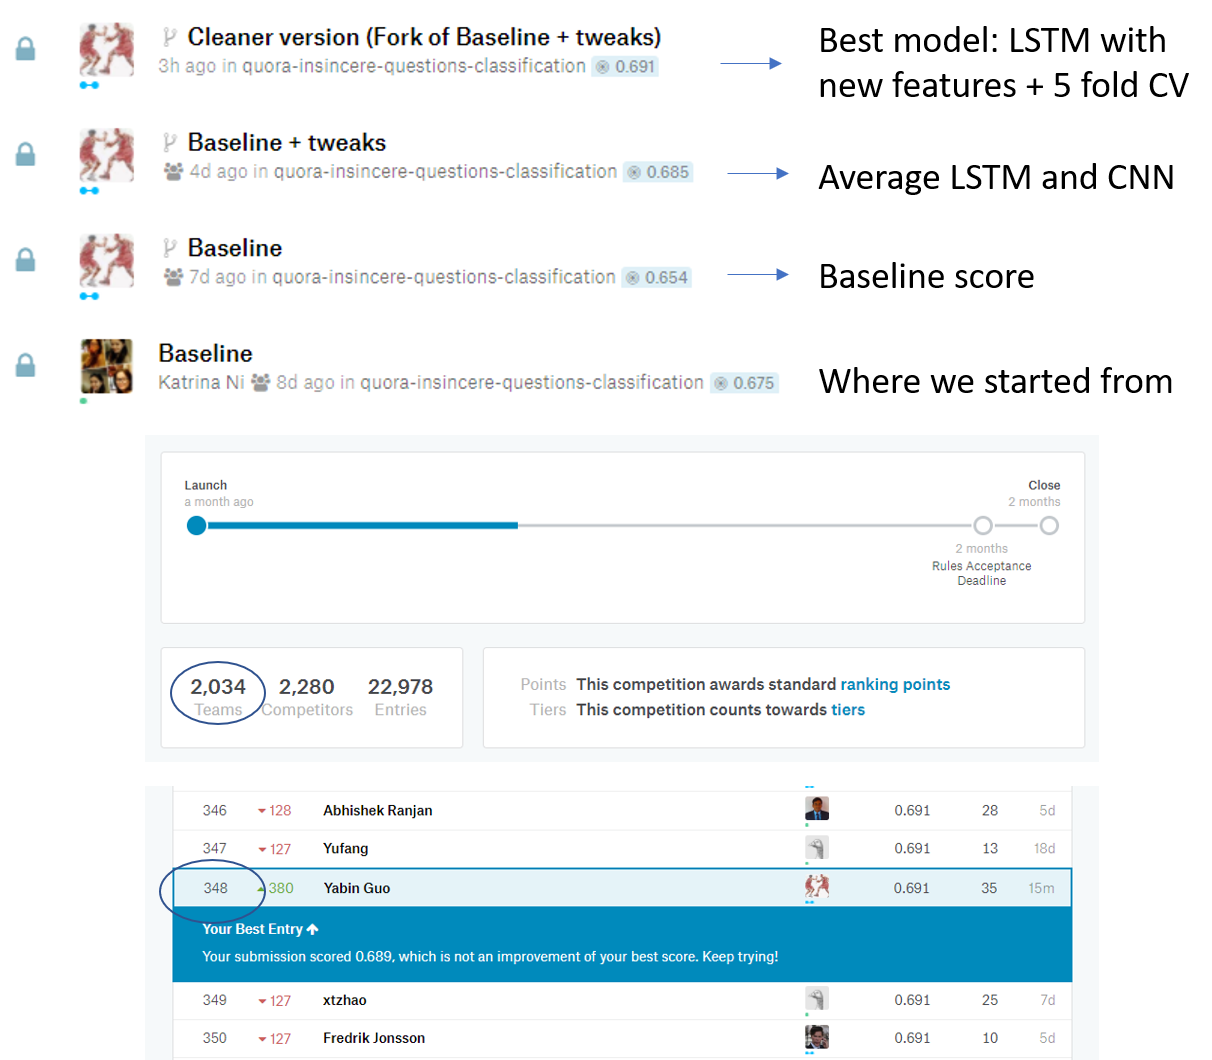 Cleaner version (Fork of Baseline + tweaks)
3h ago in quora-insincere-questions-classification 0.691
Best model: LSTM with
new features + 5 fold CV
Baseline + tweaks
4d ago in quora-insincere-questions-classification 0.685
Average LSTM and CNN
Baseline
7d ago in quora-insincere-questions-classification 0.654
Baseline score
Baseline
Katrina Ni 8d ago in quora-insincere-questions-classification 0.675
Where we started from
Launch Close
a month ago 2 months
2 months
Rules Acceptance
Deadline
2,034 2,280 22,978
Teams Competitors Entries
Points This competition awards standard ranking points
Tiers This competition counts towards tiers
346 128 Abhishek Ranjan 0.691 28 5d
347 127 Yufang 0.691 13 18d
348 380 Yabin Guo 0.691 35 15m
Your Best Entry
Your submission scored 0.689, which is not an improvement of your best score. Keep trying!
349 127 xtzhao 0.691 25 7d
350 127 Fredrik Jonsson 0.691 10 5d